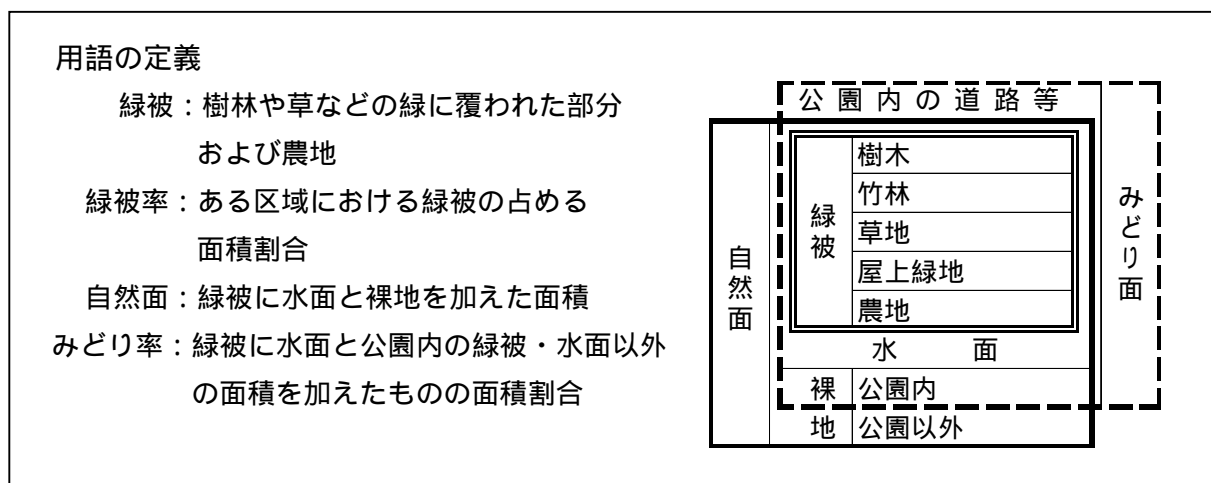 用語の定義
緑被：樹林や草などの緑に覆われた部分
および農地
緑被率：ある区域における緑被の占める
面積割合
自然面：緑被に水面と裸地を加えた面積
みどり率：緑被に水面と公園内の緑被・水面以外
の面積を加えたものの面積割合
公園内の道路等
自然面
緑被
樹木
竹林
草地
屋上緑地
農地
水面
裸地
公園内
公園以外
みどり面